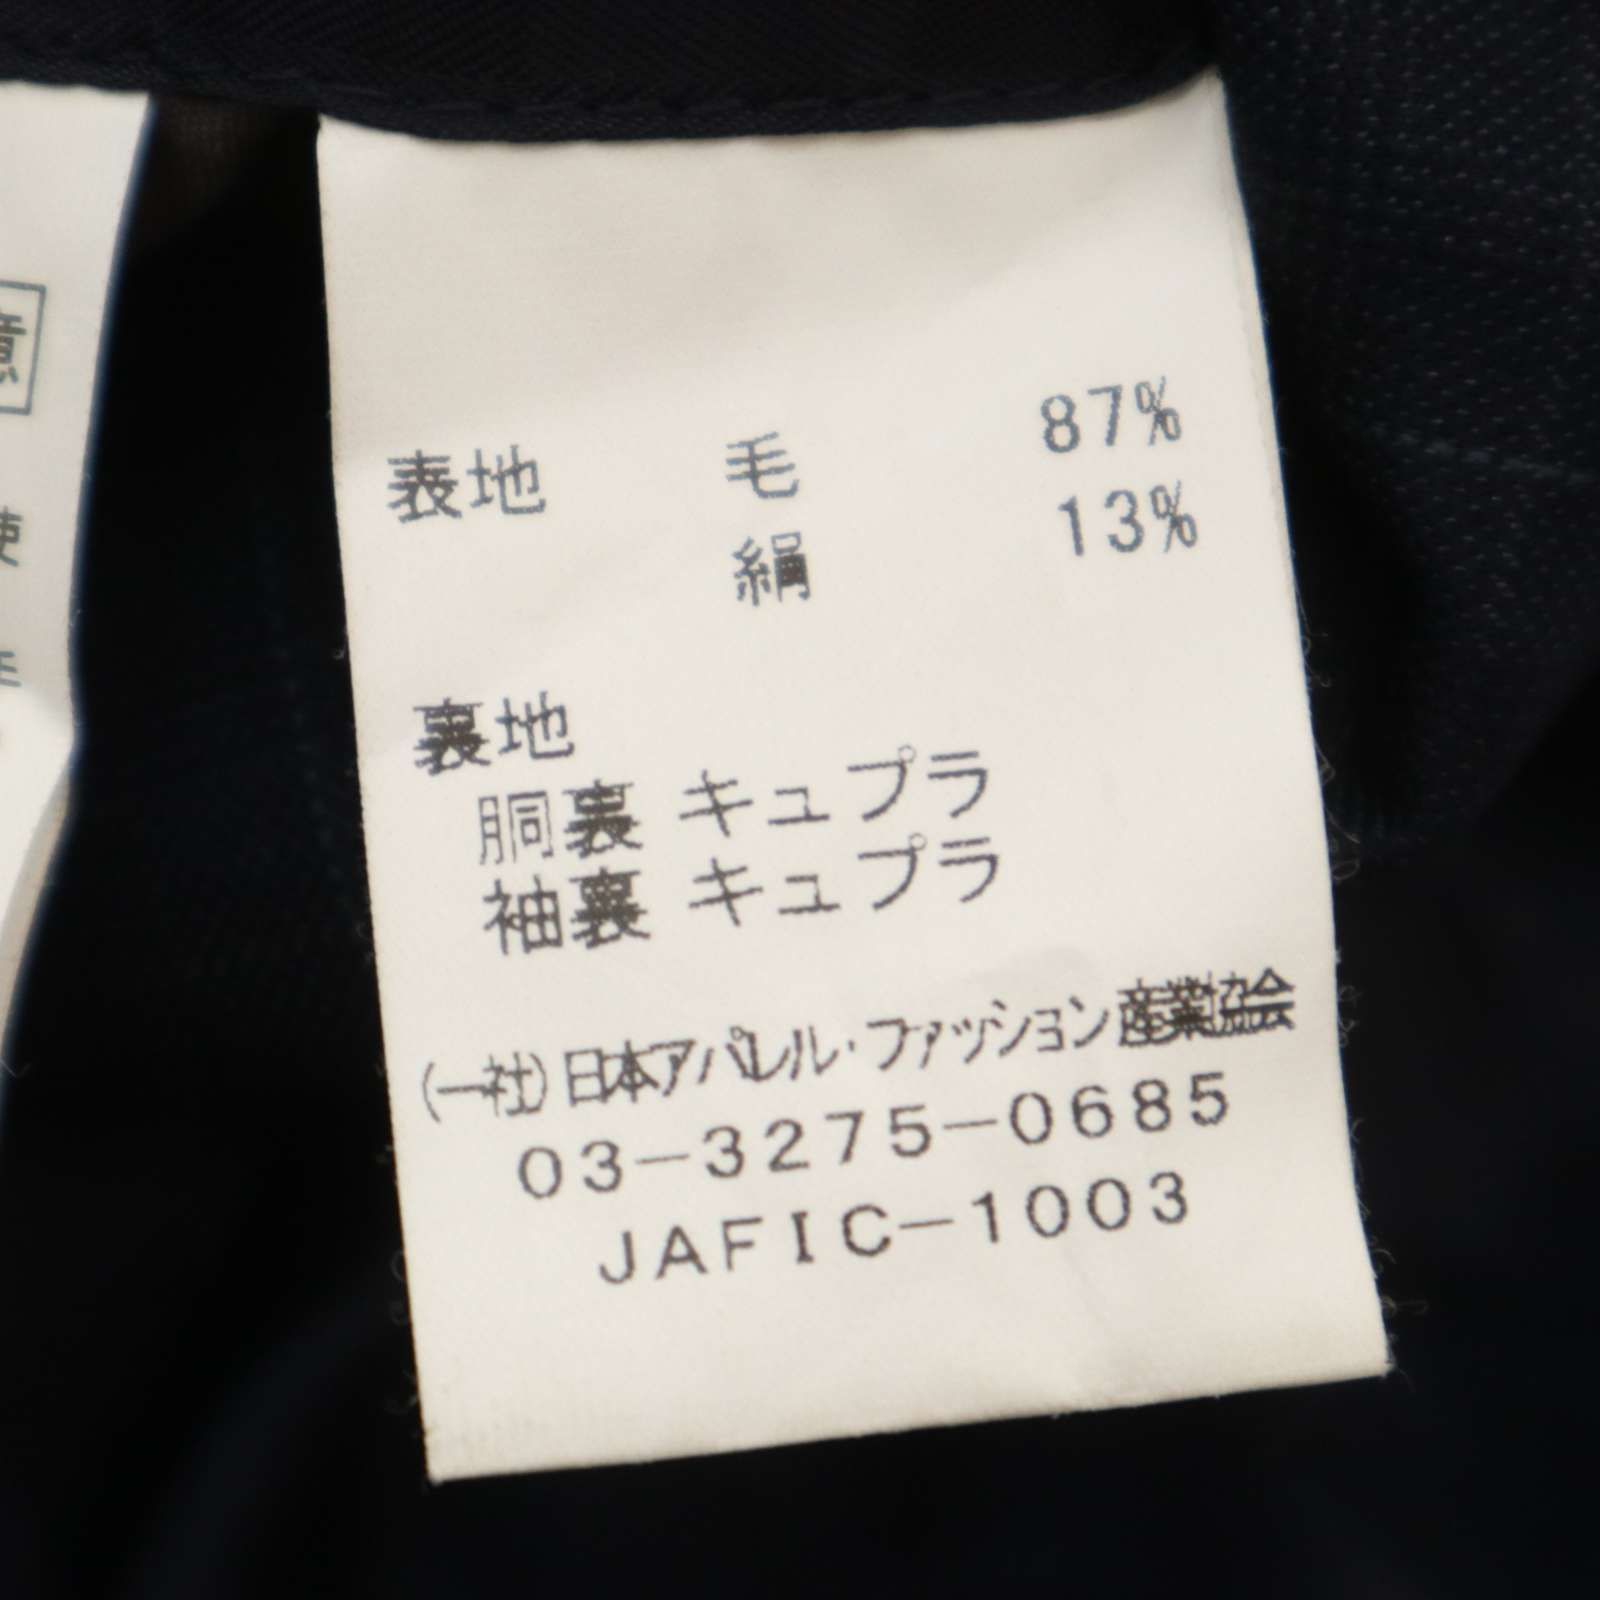 表地 毛 87%
絹 13%
裏地
胴裏 キュプラ
袖裏 キュプラ
(一社)日本アパレル・ファッション産業協会
03-3275-0685
JAFIC-1003
意
使